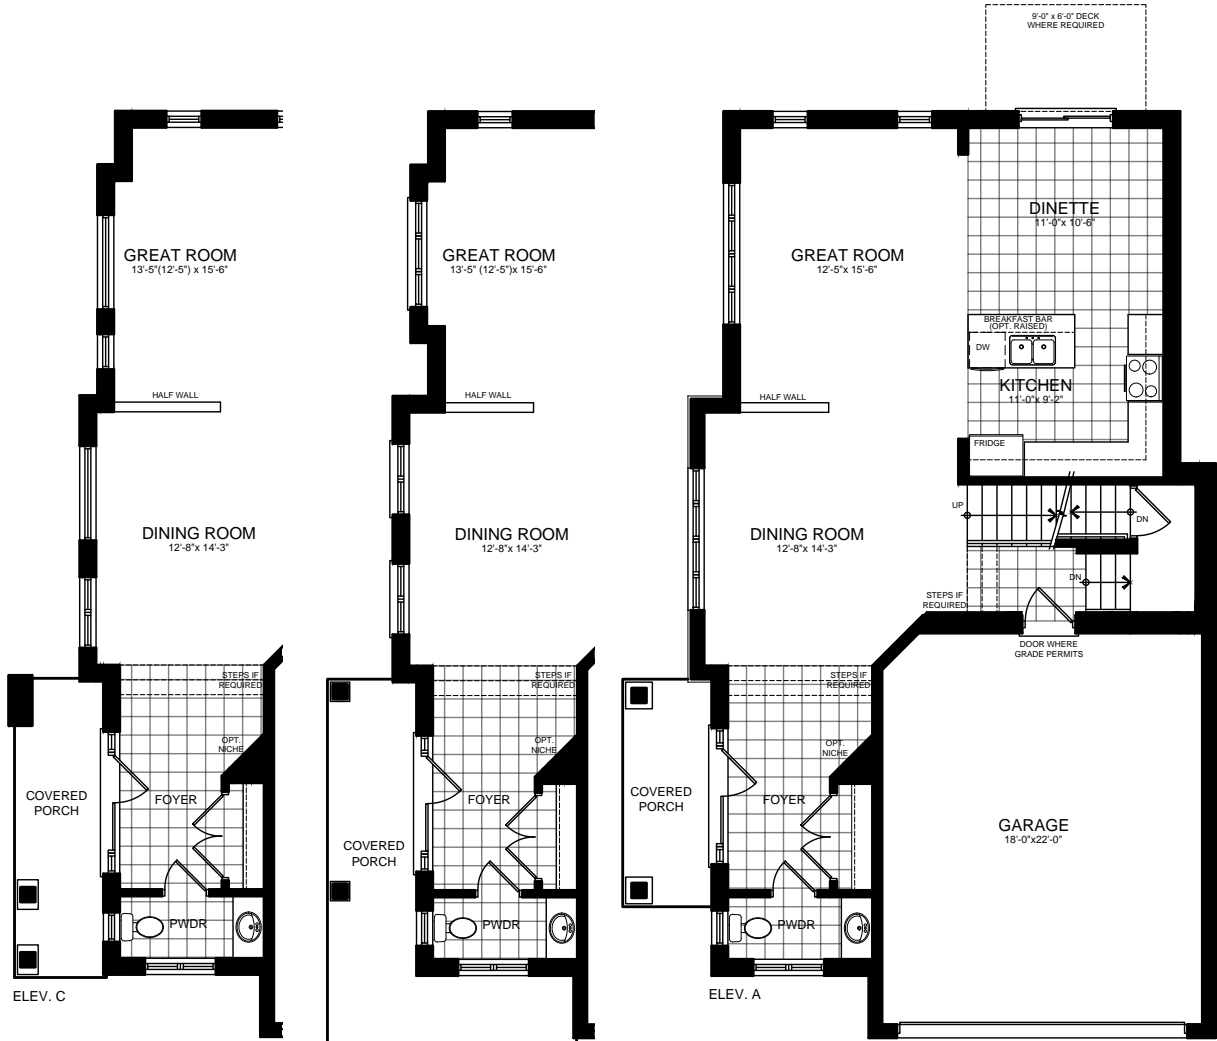 9'-0" x 6'-0" DECK
WHERE REQUIRED
GREAT ROOM
13'-5"(12'-5") x 15'-6"
HALF WALL
DINING ROOM
12'-8"x 14'-3"
STEPS IF
REQUIRED
OPT.
NICHE
COVERED
PORCH
FOYER
PWDR
ELEV. C
GREAT ROOM
13'-5" (12'-5")x 15'-6"
HALF WALL
DINING ROOM
12'-8"x 14'-3"
STEPS IF
REQUIRED
OPT.
NICHE
COVERED
PORCH
FOYER
PWDR
GREAT ROOM
12'-5"x 15'-6"
DINETTE
11'-0"x 10'-6"
BREAKFAST BAR
(OPT. RAISED)
DW
KITCHEN
11'-0"x 9'-2"
HALF WALL
FRIDGE
UP
DN
DINING ROOM
12'-8"x 14'-3"
DN
STEPS IF
REQUIRED
DOOR WHERE
GRADE PERMITS
STEPS IF
REQUIRED
OPT.
NICHE
COVERED
PORCH
FOYER
GARAGE
18'-0"x22'-0"
PWDR
ELEV. A